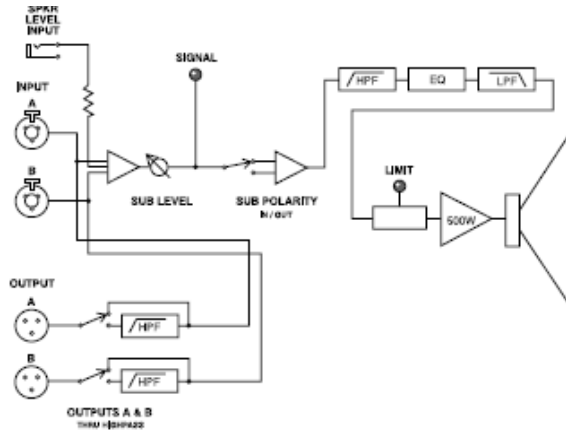 SPKR
LEVEL
INPUT
INPUT
A
B
SIGNAL
SUB LEVEL
SUB POLARITY
IN / OUT
HPF
EQ
LPF
LIMIT
500W
OUTPUT
A
HPF
B
HPF
OUTPUTS A & B
THRU HIGHPASS